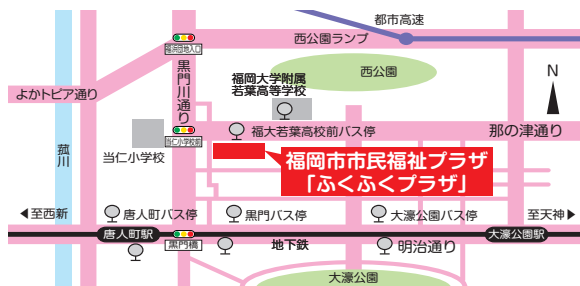 都市高速
福浜団地入口
西公園ランプ
福岡大学附属
若葉高等学校
西公園
N
よかトピア通り
黒門川通り
当仁小学校前
福大若葉高校前バス停
那の津通り
菰川
当仁小学校
福岡市市民福祉プラザ
「ふくふくプラザ」
◀至西新
唐人町バス停
黒門バス停
大濠公園バス停
至天神▶
唐人町駅
黒門橋
地下鉄
明治通り
大濠公園駅
大濠公園